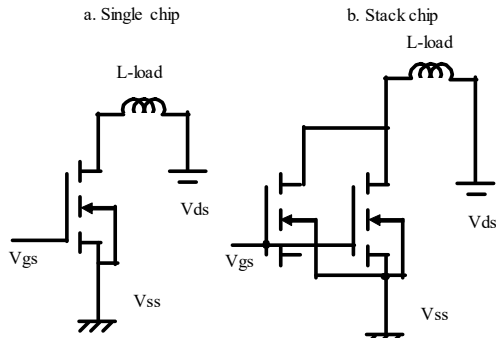 a. Single chip
L-load
Vds
Vgs
Vss
b. Stack chip
L-load
Vds
Vgs
Vss